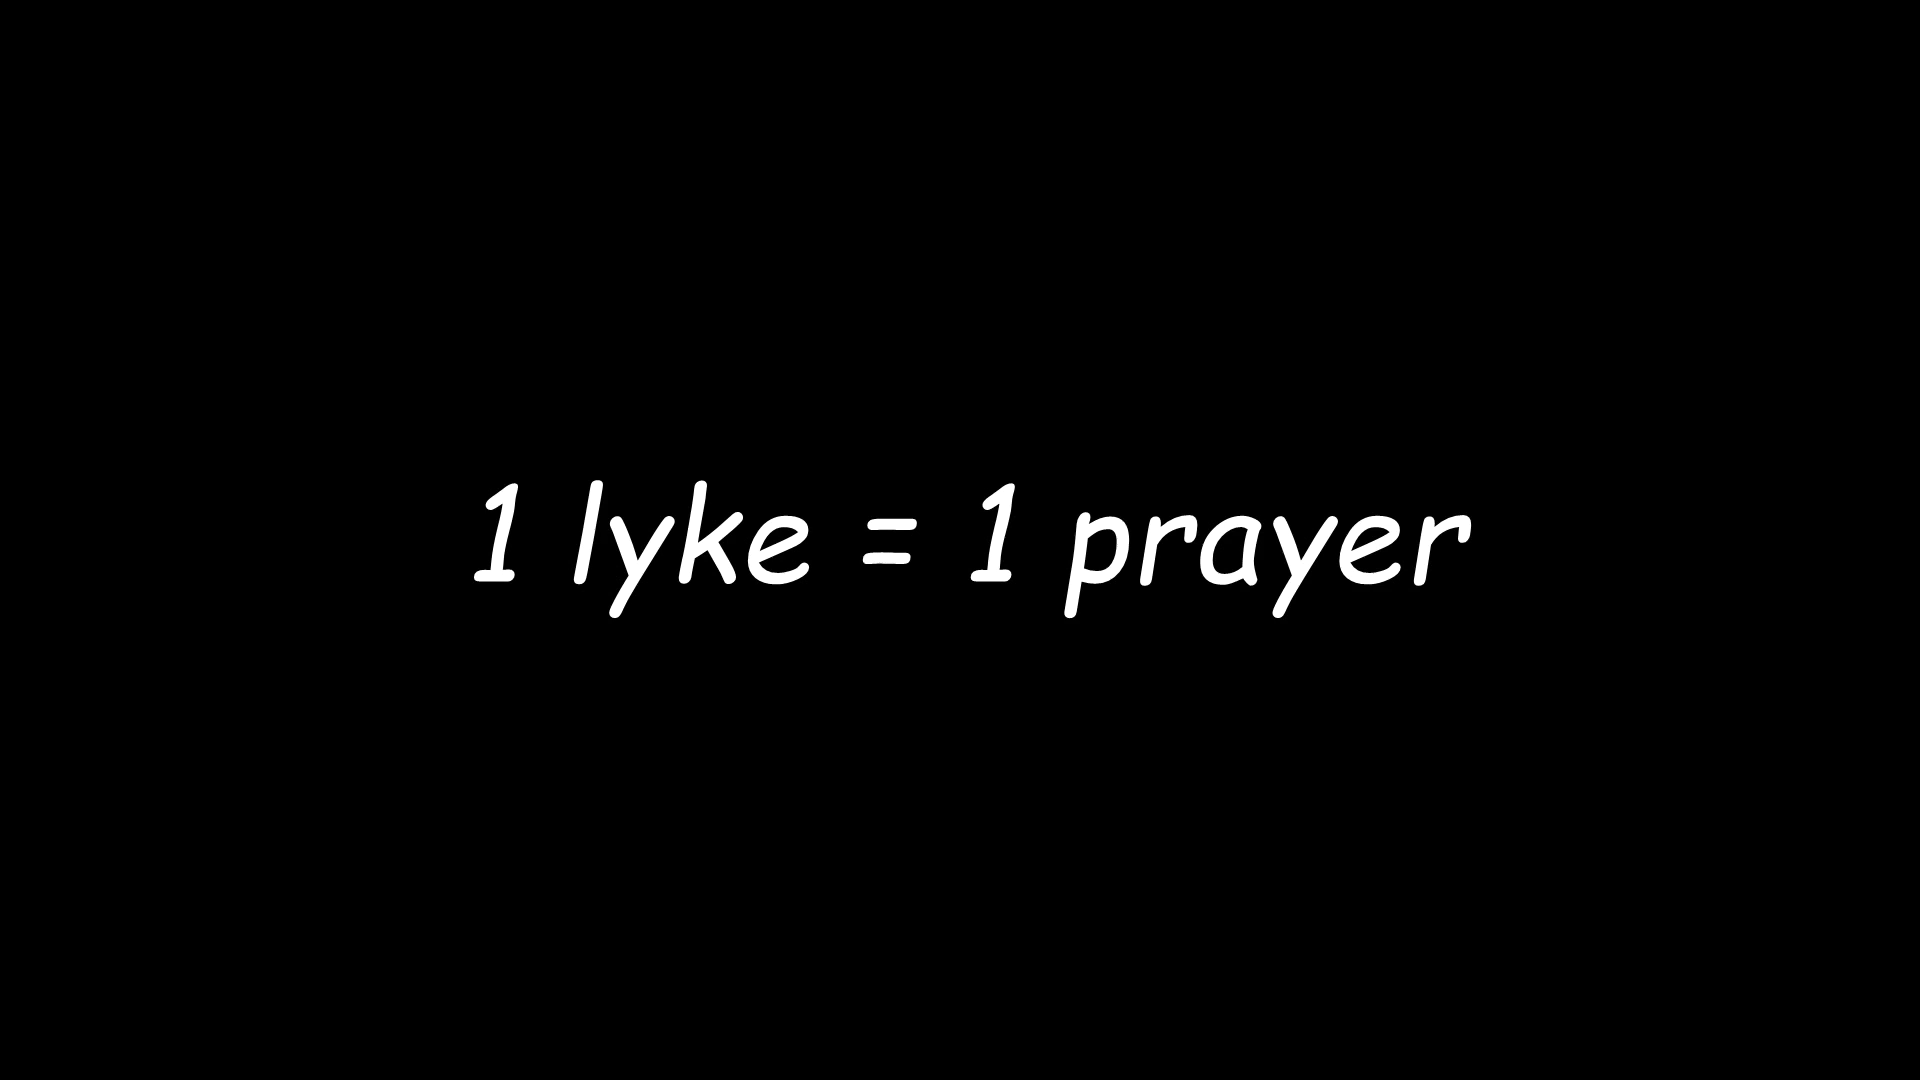 1 lyke = 1 prayer